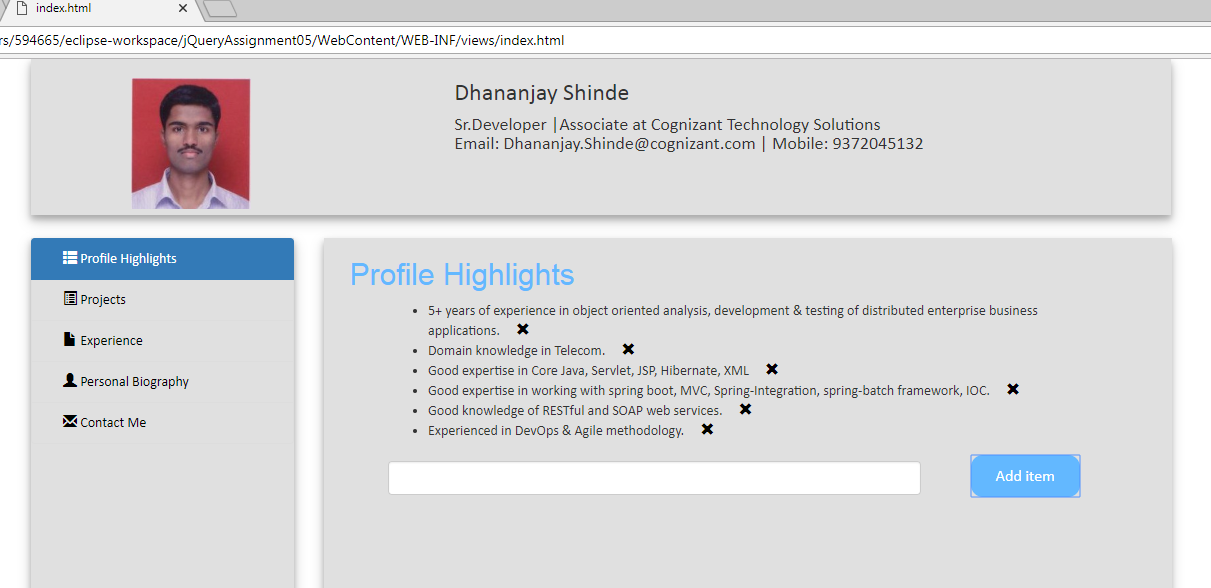 index.html
rs/594665/eclipse-workspace/jQueryAssignment05/WebContent/WEB-INF/views/index.html
Dhananjay Shinde
Sr.Developer |Associate at Cognizant Technology Solutions
Email: Dhananjay.Shinde@cognizant.com | Mobile: 9372045132
Profile Highlights
Projects
Experience
Personal Biography
Contact Me
Profile Highlights
5+ years of experience in object oriented analysis, development & testing of distributed enterprise business
applications.
Domain knowledge in Telecom.
Good expertise in Core Java, Servlet, JSP, Hibernate, XML
Good expertise in working with spring boot, MVC, Spring-Integration, spring-batch framework, IOC.
Good knowledge of RESTful and SOAP web services.
Experienced in DevOps & Agile methodology.
Add item